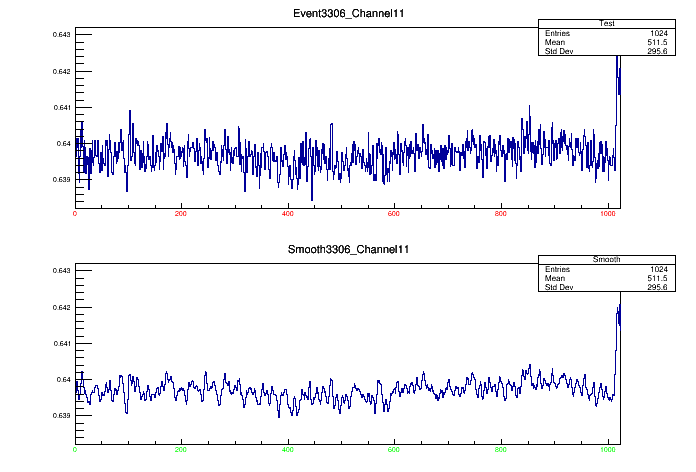 Event3306_Channel11
Test
Entries 1024
Mean 511.5
Std Dev 295.6
0.643
0.642
0.641
0.64
0.639
0 200 400 600 800 1000
Smooth3306_Channel11
Smooth
Entries 1024
Mean 511.5
Std Dev 295.6
0.643
0.642
0.641
0.64
0.639
0 200 400 600 800 1000